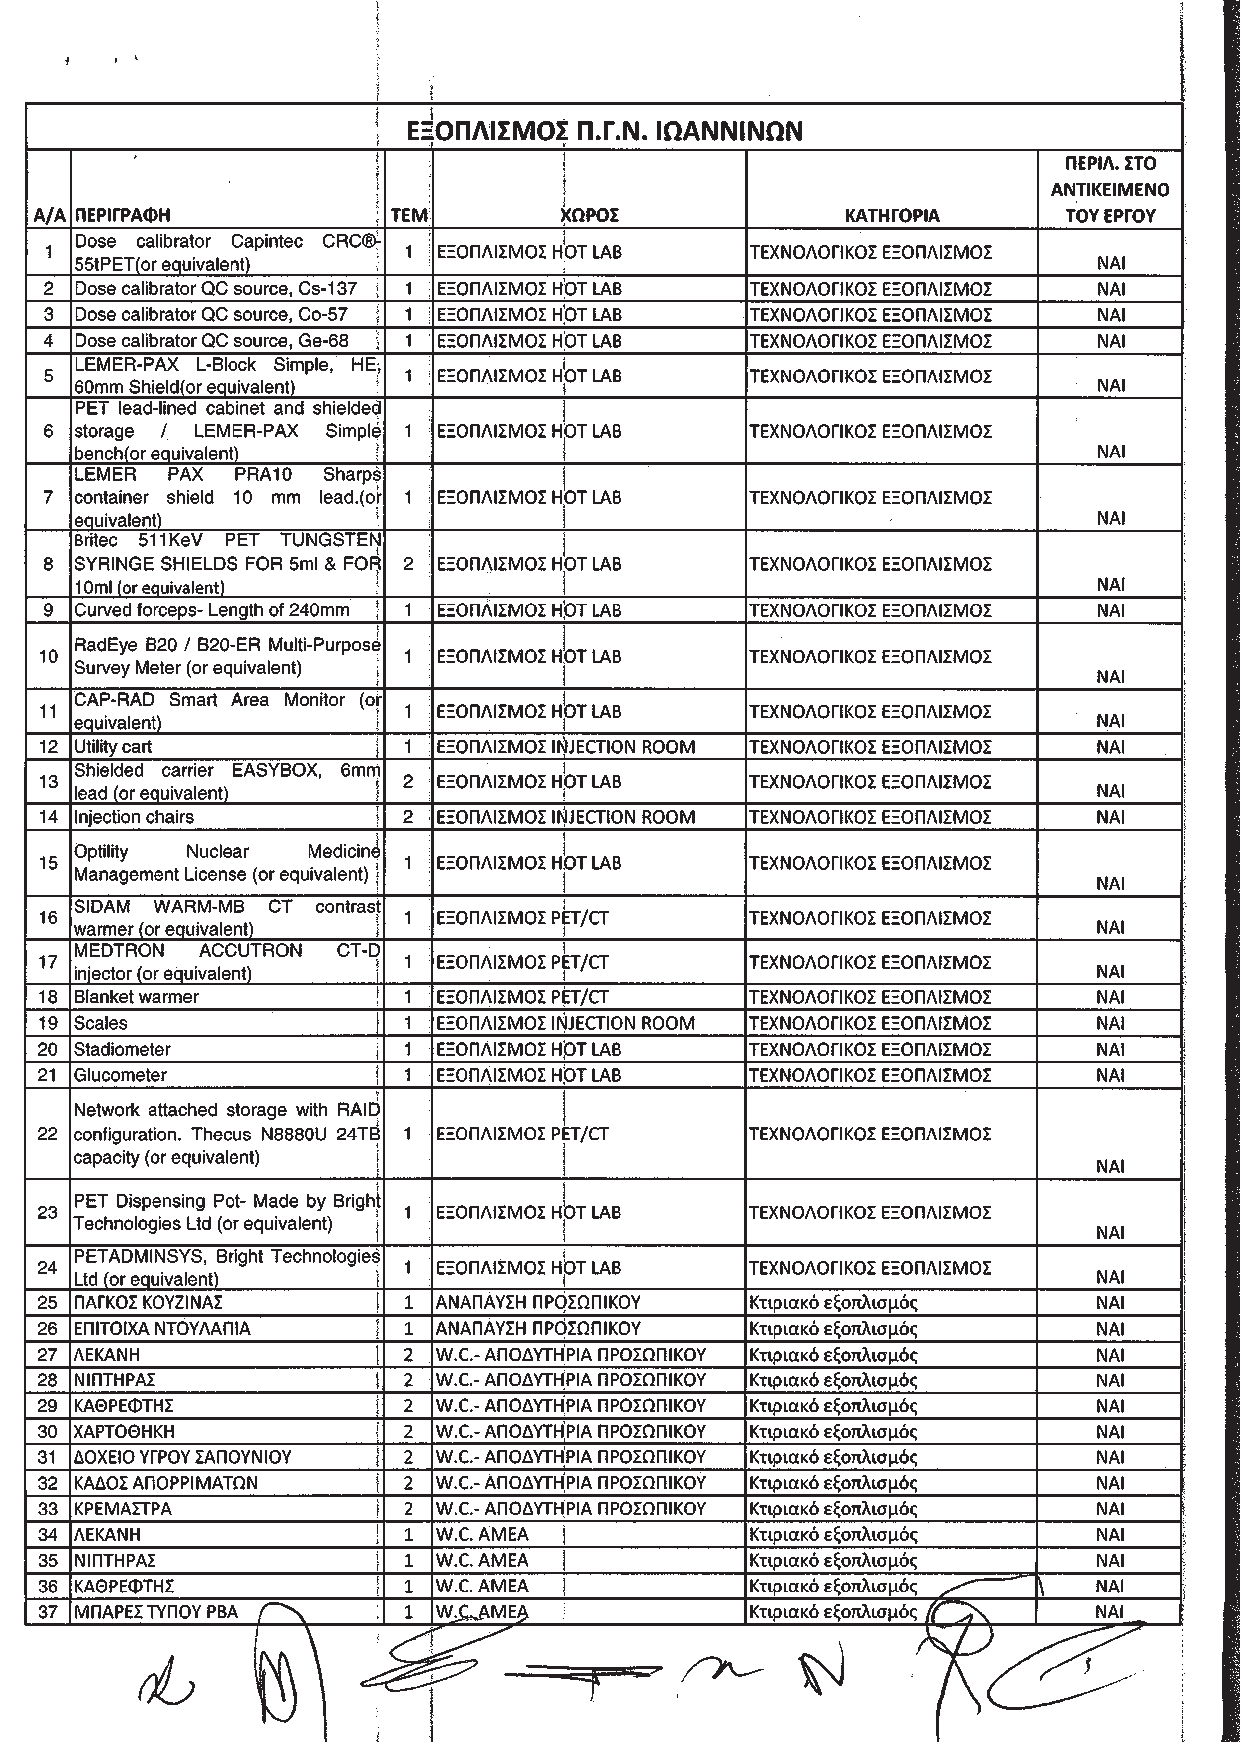 ΕΞΟΠΛΙΣΜΟΣ Π.Γ.Ν. ΙΩΑΝΝΙΝΩΝ
Α/Α ΠΕΡΙΓΡΑΦΗ ΤΕΜ ΧΩΡΟΣ ΚΑΤΗΓΟΡΙΑ ΠΕΡΙΛ. ΣΤΟ
ΑΝΤΙΚΕΙΜΕΝΟ
ΤΟΥ ΕΡΓΟΥ
1 Dose calibrator Capintec CRC®-
55tPET(or equivalent) 1 ΕΞΟΠΛΙΣΜΟΣ HOT LAB ΤΕΧΝΟΛΟΓΙΚΟΣ ΕΞΟΠΛΙΣΜΟΣ ΝΑΙ
2 Dose calibrator QC source, Cs-137 1 ΕΞΟΠΛΙΣΜΟΣ HOT LAB ΤΕΧΝΟΛΟΓΙΚΟΣ ΕΞΟΠΛΙΣΜΟΣ ΝΑΙ
3 Dose calibrator QC source, Co-57 1 ΕΞΟΠΛΙΣΜΟΣ HOT LAB ΤΕΧΝΟΛΟΓΙΚΟΣ ΕΞΟΠΛΙΣΜΟΣ ΝΑΙ
4 Dose calibrator QC source, Ge-68 1 ΕΞΟΠΛΙΣΜΟΣ HOT LAB ΤΕΧΝΟΛΟΓΙΚΟΣ ΕΞΟΠΛΙΣΜΟΣ ΝΑΙ
5 LEMER-PAX L-Block Simple, HE,
60mm Shield(or equivalent) 1 ΕΞΟΠΛΙΣΜΟΣ HOT LAB ΤΕΧΝΟΛΟΓΙΚΟΣ ΕΞΟΠΛΙΣΜΟΣ ΝΑΙ
PET lead-lined cabinet and shielded
6 storage / LEMER-PAX Simple 1 ΕΞΟΠΛΙΣΜΟΣ HOT LAB ΤΕΧΝΟΛΟΓΙΚΟΣ ΕΞΟΠΛΙΣΜΟΣ
bench(or equivalent) ΝΑΙ
LEMER PAX PRA10 Sharps
7 container shield 10 mm lead.(or 1 ΕΞΟΠΛΙΣΜΟΣ HOT LAB ΤΕΧΝΟΛΟΓΙΚΟΣ ΕΞΟΠΛΙΣΜΟΣ
equivalent) ΝΑΙ
Britec 511KeV PET TUNGSTEN
8 SYRINGE SHIELDS FOR 5ml & FOR 2 ΕΞΟΠΛΙΣΜΟΣ HOT LAB ΤΕΧΝΟΛΟΓΙΚΟΣ ΕΞΟΠΛΙΣΜΟΣ
10ml (or equivalent) ΝΑΙ
9 Curved forceps- Length of 240mm 1 ΕΞΟΠΛΙΣΜΟΣ HOT LAB ΤΕΧΝΟΛΟΓΙΚΟΣ ΕΞΟΠΛΙΣΜΟΣ ΝΑΙ
10 RadEye B20 / B20-ER Multi-Purpose
Survey Meter (or equivalent) 1 ΕΞΟΠΛΙΣΜΟΣ HOT LAB ΤΕΧΝΟΛΟΓΙΚΟΣ ΕΞΟΠΛΙΣΜΟΣ ΝΑΙ
11 CAP-RAD Smart Area Monitor (or
equivalent) 1 ΕΞΟΠΛΙΣΜΟΣ HOT LAB ΤΕΧΝΟΛΟΓΙΚΟΣ ΕΞΟΠΛΙΣΜΟΣ ΝΑΙ
12 Utility cart 1 ΕΞΟΠΛΙΣΜΟΣ INJECTION ROOM ΤΕΧΝΟΛΟΓΙΚΟΣ ΕΞΟΠΛΙΣΜΟΣ ΝΑΙ
13 Shielded carrier EASYBOX, 6mm
lead (or equivalent) 2 ΕΞΟΠΛΙΣΜΟΣ HOT LAB ΤΕΧΝΟΛΟΓΙΚΟΣ ΕΞΟΠΛΙΣΜΟΣ ΝΑΙ
14 Injection chairs 2 ΕΞΟΠΛΙΣΜΟΣ INJECTION ROOM ΤΕΧΝΟΛΟΓΙΚΟΣ ΕΞΟΠΛΙΣΜΟΣ ΝΑΙ
15 Optility Nuclear Medicine
Management License (or equivalent) 1 ΕΞΟΠΛΙΣΜΟΣ HOT LAB ΤΕΧΝΟΛΟΓΙΚΟΣ ΕΞΟΠΛΙΣΜΟΣ ΝΑΙ
16 SIDAM WARM-MB CT contrast
warmer (or equivalent) 1 ΕΞΟΠΛΙΣΜΟΣ PET/CT ΤΕΧΝΟΛΟΓΙΚΟΣ ΕΞΟΠΛΙΣΜΟΣ ΝΑΙ
17 MEDTRON ACCUTRON CT-D
injector (or equivalent) 1 ΕΞΟΠΛΙΣΜΟΣ PET/CT ΤΕΧΝΟΛΟΓΙΚΟΣ ΕΞΟΠΛΙΣΜΟΣ ΝΑΙ
18 Blanket warmer 1 ΕΞΟΠΛΙΣΜΟΣ PET/CT ΤΕΧΝΟΛΟΓΙΚΟΣ ΕΞΟΠΛΙΣΜΟΣ ΝΑΙ
19 Scales 1 ΕΞΟΠΛΙΣΜΟΣ INJECTION ROOM ΤΕΧΝΟΛΟΓΙΚΟΣ ΕΞΟΠΛΙΣΜΟΣ ΝΑΙ
20 Stadiometer 1 ΕΞΟΠΛΙΣΜΟΣ HOT LAB ΤΕΧΝΟΛΟΓΙΚΟΣ ΕΞΟΠΛΙΣΜΟΣ ΝΑΙ
21 Glucometer 1 ΕΞΟΠΛΙΣΜΟΣ HOT LAB ΤΕΧΝΟΛΟΓΙΚΟΣ ΕΞΟΠΛΙΣΜΟΣ ΝΑΙ
Network attached storage with RAID
22 configuration. Thecus N8880U 24TB 1 ΕΞΟΠΛΙΣΜΟΣ PET/CT ΤΕΧΝΟΛΟΓΙΚΟΣ ΕΞΟΠΛΙΣΜΟΣ
capacity (or equivalent) ΝΑΙ
23 PET Dispensing Pot- Made by Bright
Technologies Ltd (or equivalent) 1 ΕΞΟΠΛΙΣΜΟΣ HOT LAB ΤΕΧΝΟΛΟΓΙΚΟΣ ΕΞΟΠΛΙΣΜΟΣ ΝΑΙ
24 PETADMINSYS, Bright Technologies
Ltd (or equivalent) 1 ΕΞΟΠΛΙΣΜΟΣ HOT LAB ΤΕΧΝΟΛΟΓΙΚΟΣ ΕΞΟΠΛΙΣΜΟΣ ΝΑΙ
25 ΠΑΓΚΟΣ ΚΟΥΖΙΝΑΣ 1 ΑΝΑΠΑΥΣΗ ΠΡΟΣΩΠΙΚΟΥ Κτιριακό εξοπλισμός ΝΑΙ
26 ΕΠΙΤΟΙΧΑ ΝΤΟΥΛΑΠΙΑ 1 ΑΝΑΠΑΥΣΗ ΠΡΟΣΩΠΙΚΟΥ Κτιριακό εξοπλισμός ΝΑΙ
27 ΛΕΚΑΝΗ 2 W.C.- ΑΠΟΔΥΤΗΡΙΑ ΠΡΟΣΩΠΙΚΟΥ Κτιριακό εξοπλισμός ΝΑΙ
28 ΝΙΠΤΗΡΑΣ 2 W.C.- ΑΠΟΔΥΤΗΡΙΑ ΠΡΟΣΩΠΙΚΟΥ Κτιριακό εξοπλισμός ΝΑΙ
29 ΚΑΘΡΕΦΤΗΣ 2 W.C.- ΑΠΟΔΥΤΗΡΙΑ ΠΡΟΣΩΠΙΚΟΥ Κτιριακό εξοπλισμός ΝΑΙ
30 ΧΑΡΤΟΘΗΚΗ 2 W.C.- ΑΠΟΔΥΤΗΡΙΑ ΠΡΟΣΩΠΙΚΟΥ Κτιριακό εξοπλισμός ΝΑΙ
31 ΔΟΧΕΙΟ ΥΓΡΟΥ ΣΑΠΟΥΝΙΟΥ 2 W.C.- ΑΠΟΔΥΤΗΡΙΑ ΠΡΟΣΩΠΙΚΟΥ Κτιριακό εξοπλισμός ΝΑΙ
32 ΚΑΔΟΣ ΑΠΟΡΡΙΜΑΤΩΝ 2 W.C.- ΑΠΟΔΥΤΗΡΙΑ ΠΡΟΣΩΠΙΚΟΥ Κτιριακό εξοπλισμός ΝΑΙ
33 ΚΡΕΜΑΣΤΡΑ 2 W.C.- ΑΠΟΔΥΤΗΡΙΑ ΠΡΟΣΩΠΙΚΟΥ Κτιριακό εξοπλισμός ΝΑΙ
34 ΛΕΚΑΝΗ 1 W.C. ΑΜΕΑ Κτιριακό εξοπλισμός ΝΑΙ
35 ΝΙΠΤΗΡΑΣ 1 W.C. ΑΜΕΑ Κτιριακό εξοπλισμός ΝΑΙ
36 ΚΑΘΡΕΦΤΗΣ 1 W.C. ΑΜΕΑ Κτιριακό εξοπλισμός ΝΑΙ
37 ΜΠΑΡΕΣ ΤΥΠΟΥ ΡΒΑ 1 W.C. ΑΜΕΑ Κτιριακό εξοπλισμός ΝΑΙ